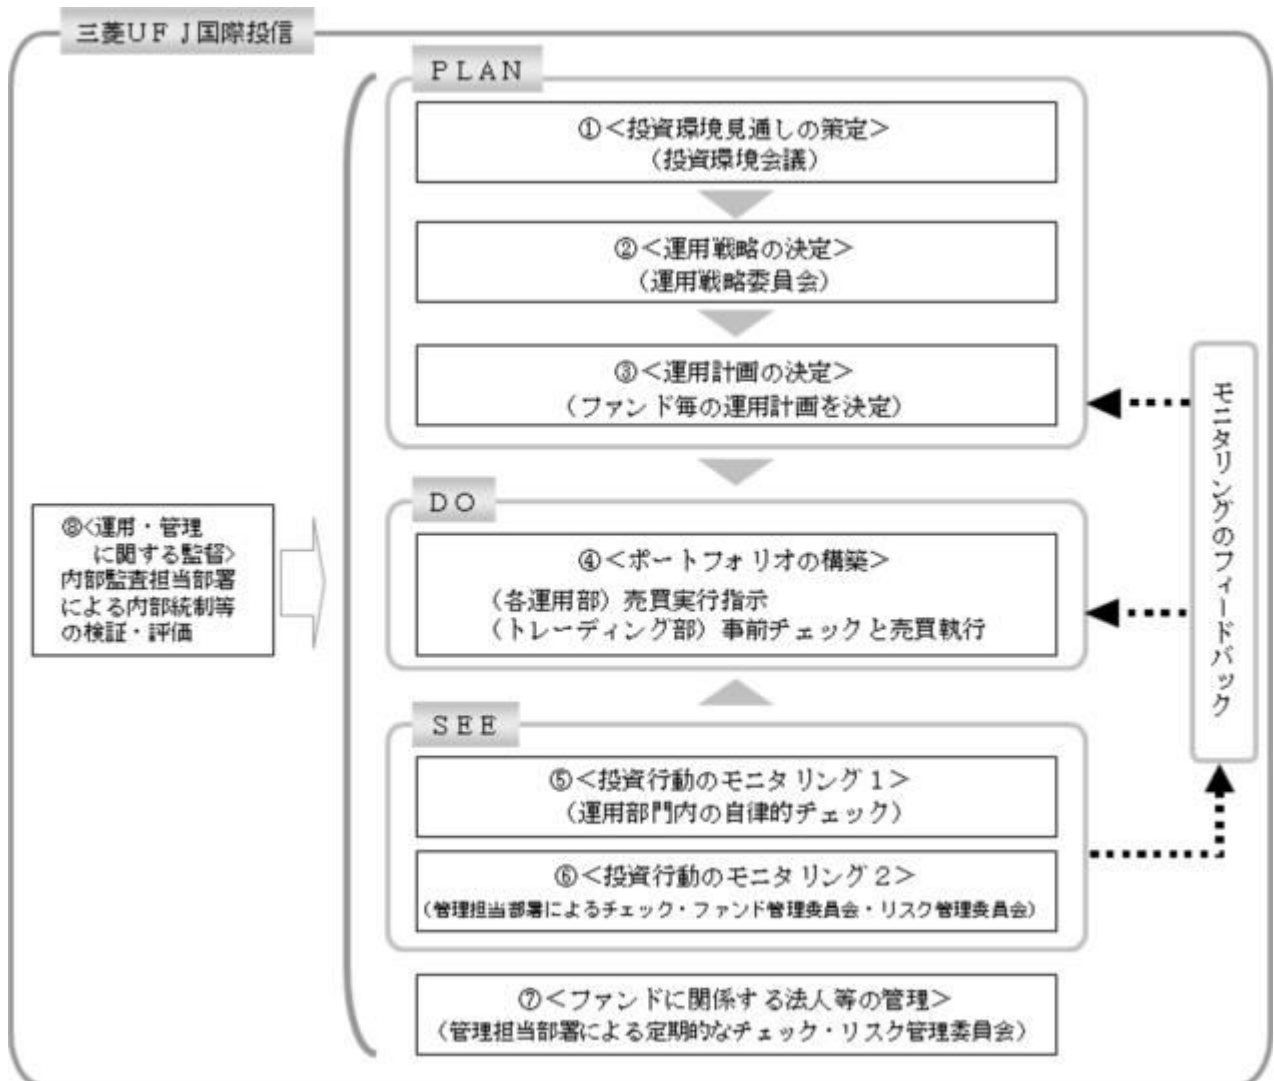 三菱UFJ国際投信
PLAN
①<投資環境見通しの策定>
(投資環境会議)
②<運用戦略の決定>
(運用戦略委員会)
③<運用計画の決定>
(ファンド毎の運用計画を決定)
DO
④<ポートフォリオの構築>
(各運用部)売買実行指示
(トレーディング部)事前チェックと売買執行
SEE
⑤<投資行動のモニタリング1>
(運用部門内の自律的チェック)
⑥<投資行動のモニタリング2>
(管理担当部署によるチェック・ファンド管理委員会・リスク管理委員会)
⑦<ファンドに関係する法人等の管理>
(管理担当部署による定期的なチェック・リスク管理委員会)
⑧<運用・管理
に関する監督>
内部監査担当部署
による内部統制等
の検証・評価
モニタリングのフィードバック